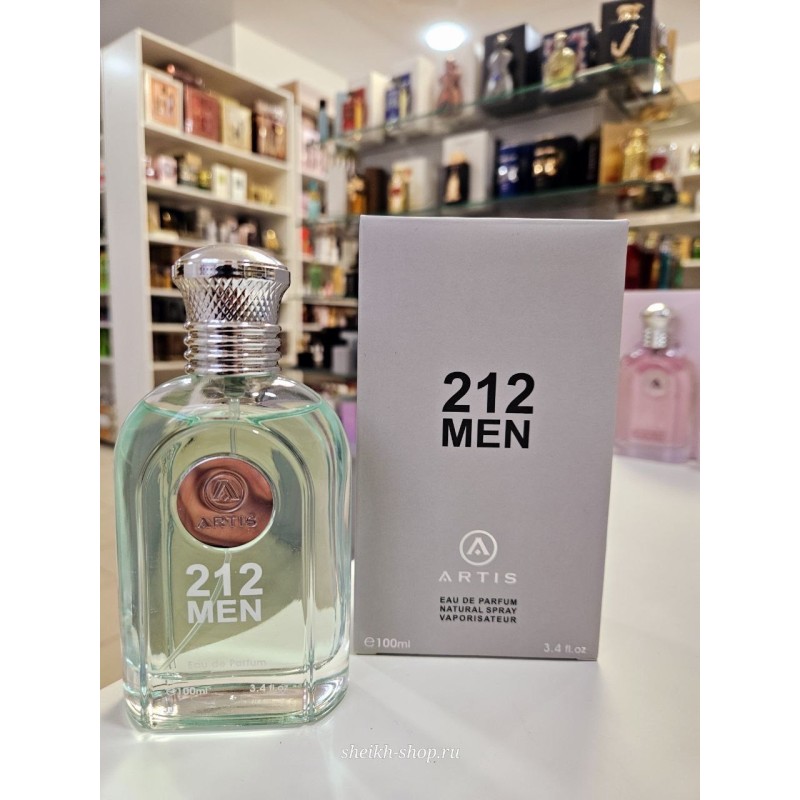 ARTIS
212
MEN
Eau de Parfum
℮100ml
3.4 fl.oz
212
MEN
ARTIS
EAU DE PARFUM
NATURAL SPRAY
VAPORISATEUR
℮100ml
3.4 fl.oz
sheikh-shop.ru